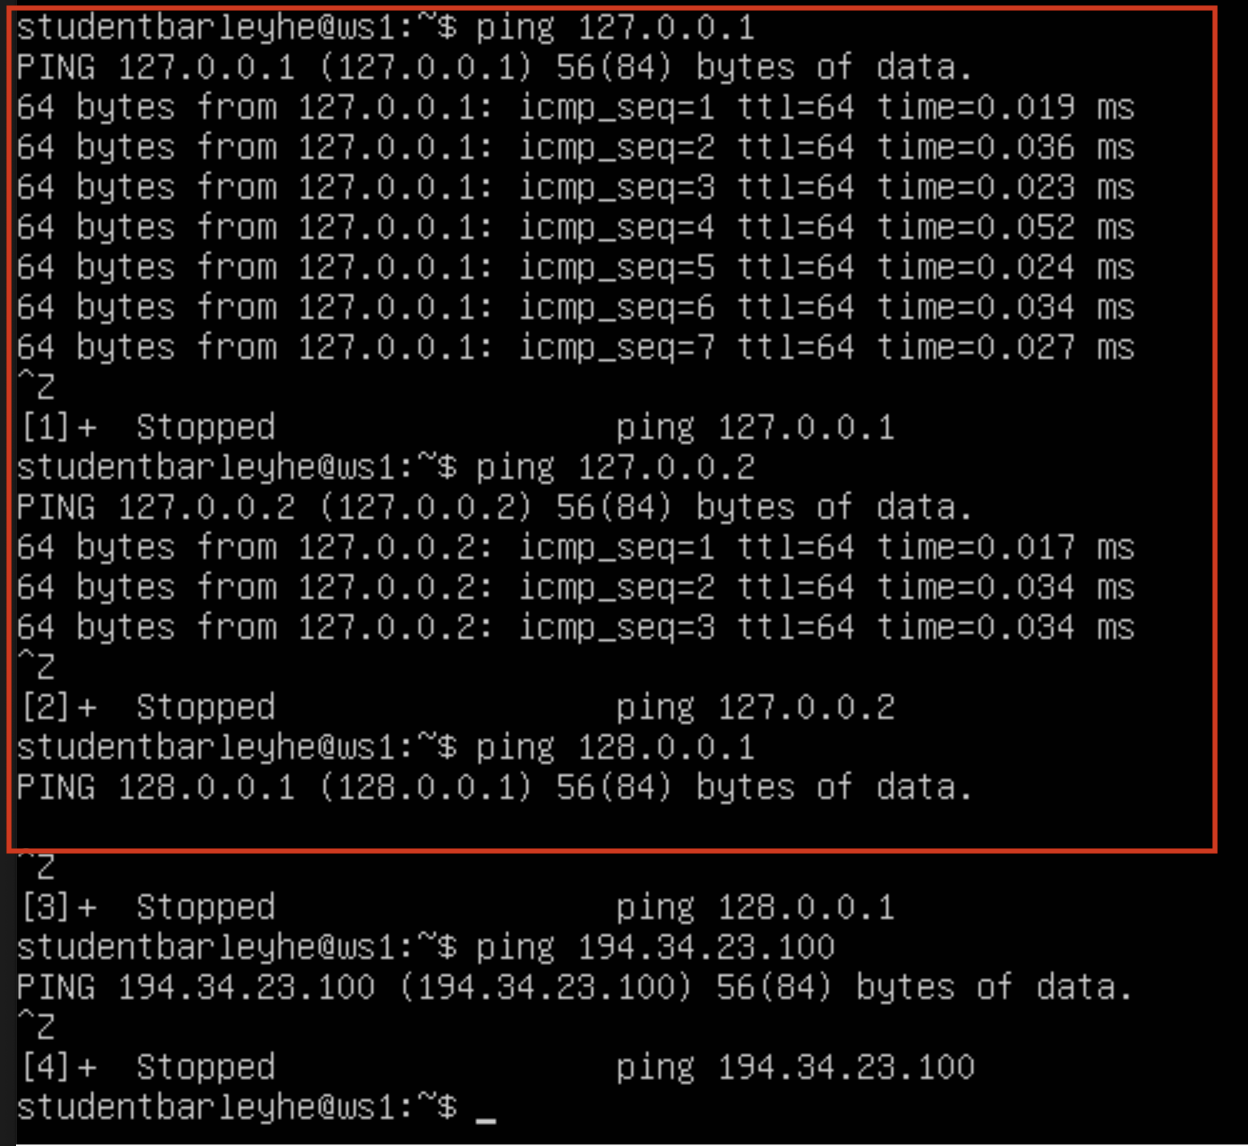 studentbarleyhe@ws1:~$ ping 127.0.0.1
PING 127.0.0.1 (127.0.0.1) 56(84) bytes of data.
64 bytes from 127.0.0.1: icmp_seq=1 ttl=64 time=0.019 ms
64 bytes from 127.0.0.1: icmp_seq=2 ttl=64 time=0.036 ms
64 bytes from 127.0.0.1: icmp_seq=3 ttl=64 time=0.023 ms
64 bytes from 127.0.0.1: icmp_seq=4 ttl=64 time=0.052 ms
64 bytes from 127.0.0.1: icmp_seq=5 ttl=64 time=0.024 ms
64 bytes from 127.0.0.1: icmp_seq=6 ttl=64 time=0.034 ms
64 bytes from 127.0.0.1: icmp_seq=7 ttl=64 time=0.027 ms
^Z
[1]+  Stopped                 ping 127.0.0.1
studentbarleyhe@ws1:~$ ping 127.0.0.2
PING 127.0.0.2 (127.0.0.2) 56(84) bytes of data.
64 bytes from 127.0.0.2: icmp_seq=1 ttl=64 time=0.017 ms
64 bytes from 127.0.0.2: icmp_seq=2 ttl=64 time=0.034 ms
64 bytes from 127.0.0.2: icmp_seq=3 ttl=64 time=0.034 ms
^Z
[2]+  Stopped                 ping 127.0.0.2
studentbarleyhe@ws1:~$ ping 128.0.0.1
PING 128.0.0.1 (128.0.0.1) 56(84) bytes of data.
^Z
[3]+  Stopped                 ping 128.0.0.1
studentbarleyhe@ws1:~$ ping 194.34.23.100
PING 194.34.23.100 (194.34.23.100) 56(84) bytes of data.
^Z
[4]+  Stopped                 ping 194.34.23.100
studentbarleyhe@ws1:~$ _